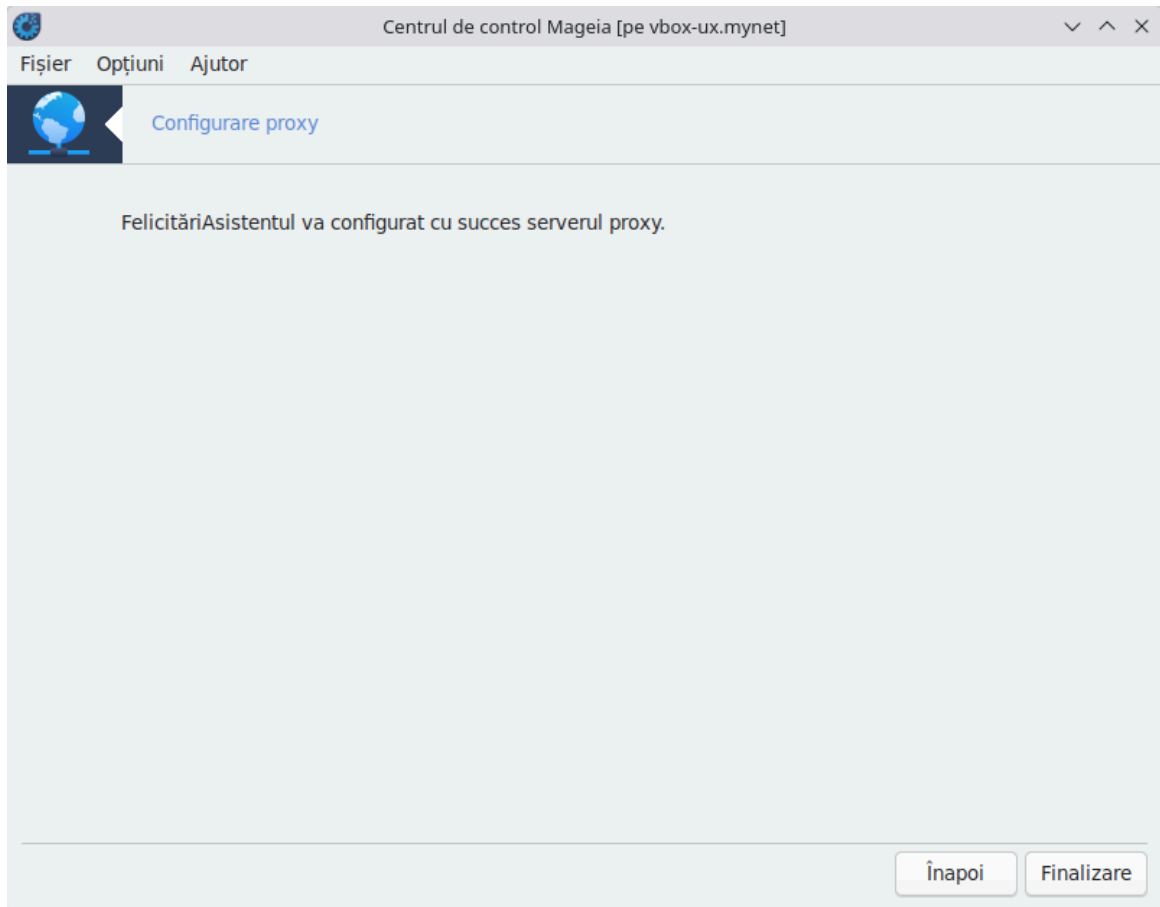 Centrul de control Mageia [pe vbox-ux.mynet]
Fișier Opțiuni Ajutor
Configurare proxy
FelicităriAsistentul va configurat cu succes serverul proxy.
Înapoi Finalizare